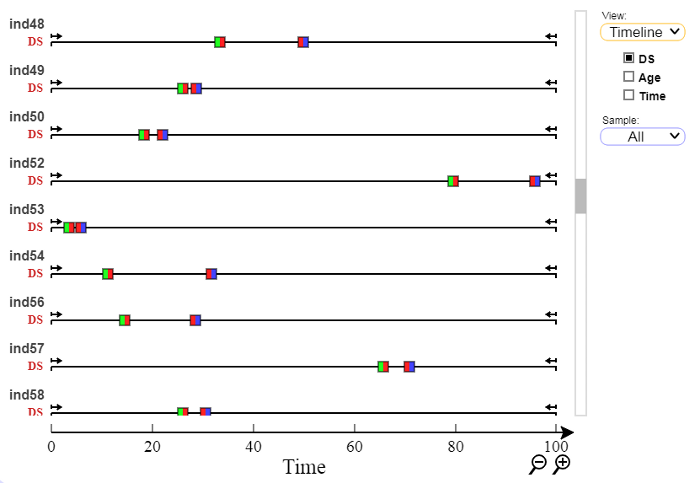 ind48
DS
ind49
DS
ind50
DS
ind52
DS
ind53
DS
ind54
DS
ind56
DS
ind57
DS
ind58
DS
0 20 40 60 80 100
Time
View:
Timeline
DS
Age
Time
Sample:
All